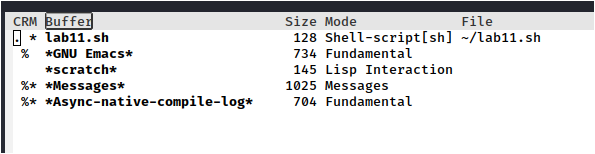 CRM Buffer Size Mode File
. * lab11.sh 128 Shell-script[sh] ~/lab11.sh
% *GNU Emacs* 734 Fundamental
*scratch* 145 Lisp Interaction
%* *Messages* 1025 Messages
%* *Async-native-compile-log* 704 Fundamental